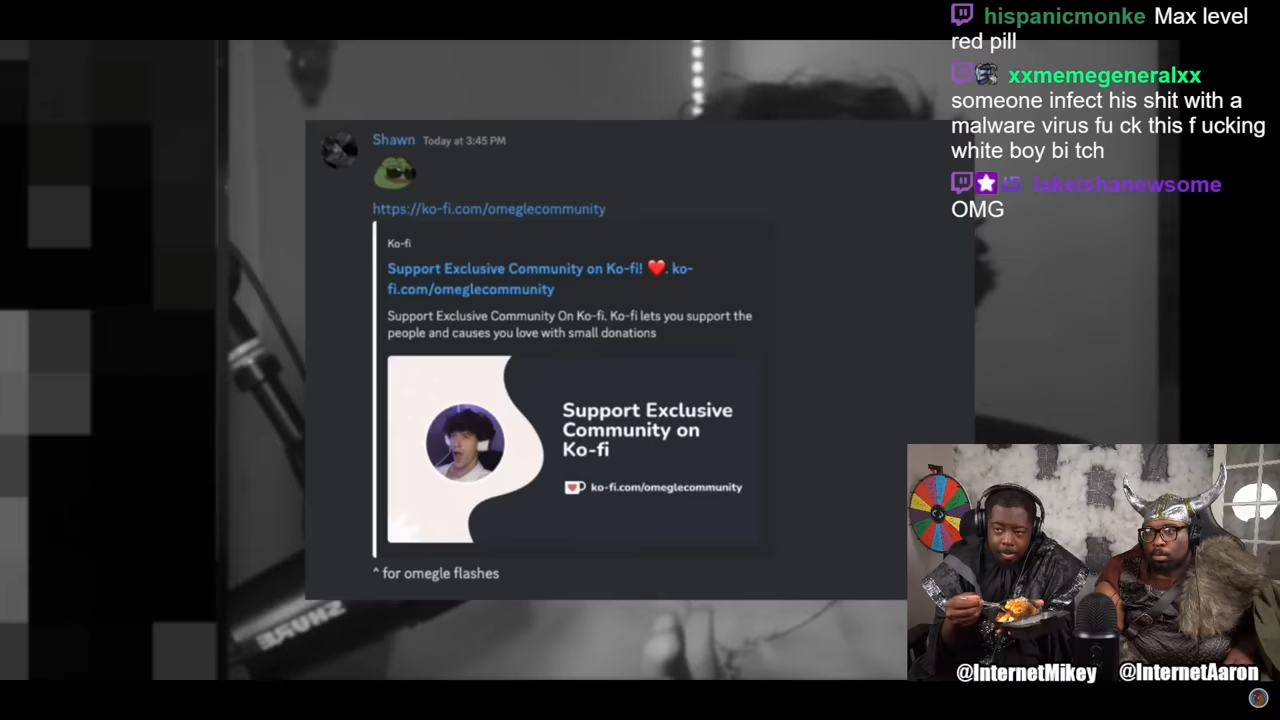 hispanicmonke Max level
red pill
xxmemegeneralxx
someone infect his shit with a
malware virus fu ck this f ucking
white boy bi tch
lakeishanewsome
OMG
Shawn Today at 3:45 PM
https://ko-fi.com/omeglecommunity
Ko-fi
Support Exclusive Community on Ko-fi! ❤️. ko-
fi.com/omeglecommunity
Support Exclusive Community On Ko-fi. Ko-fi lets you support the
people and causes you love with small donations
Support Exclusive
Community on
Ko-fi
ko-fi.com/omeglecommunity
^ for omegle flashes
SHURE
@InternetMikey @InternetAaron